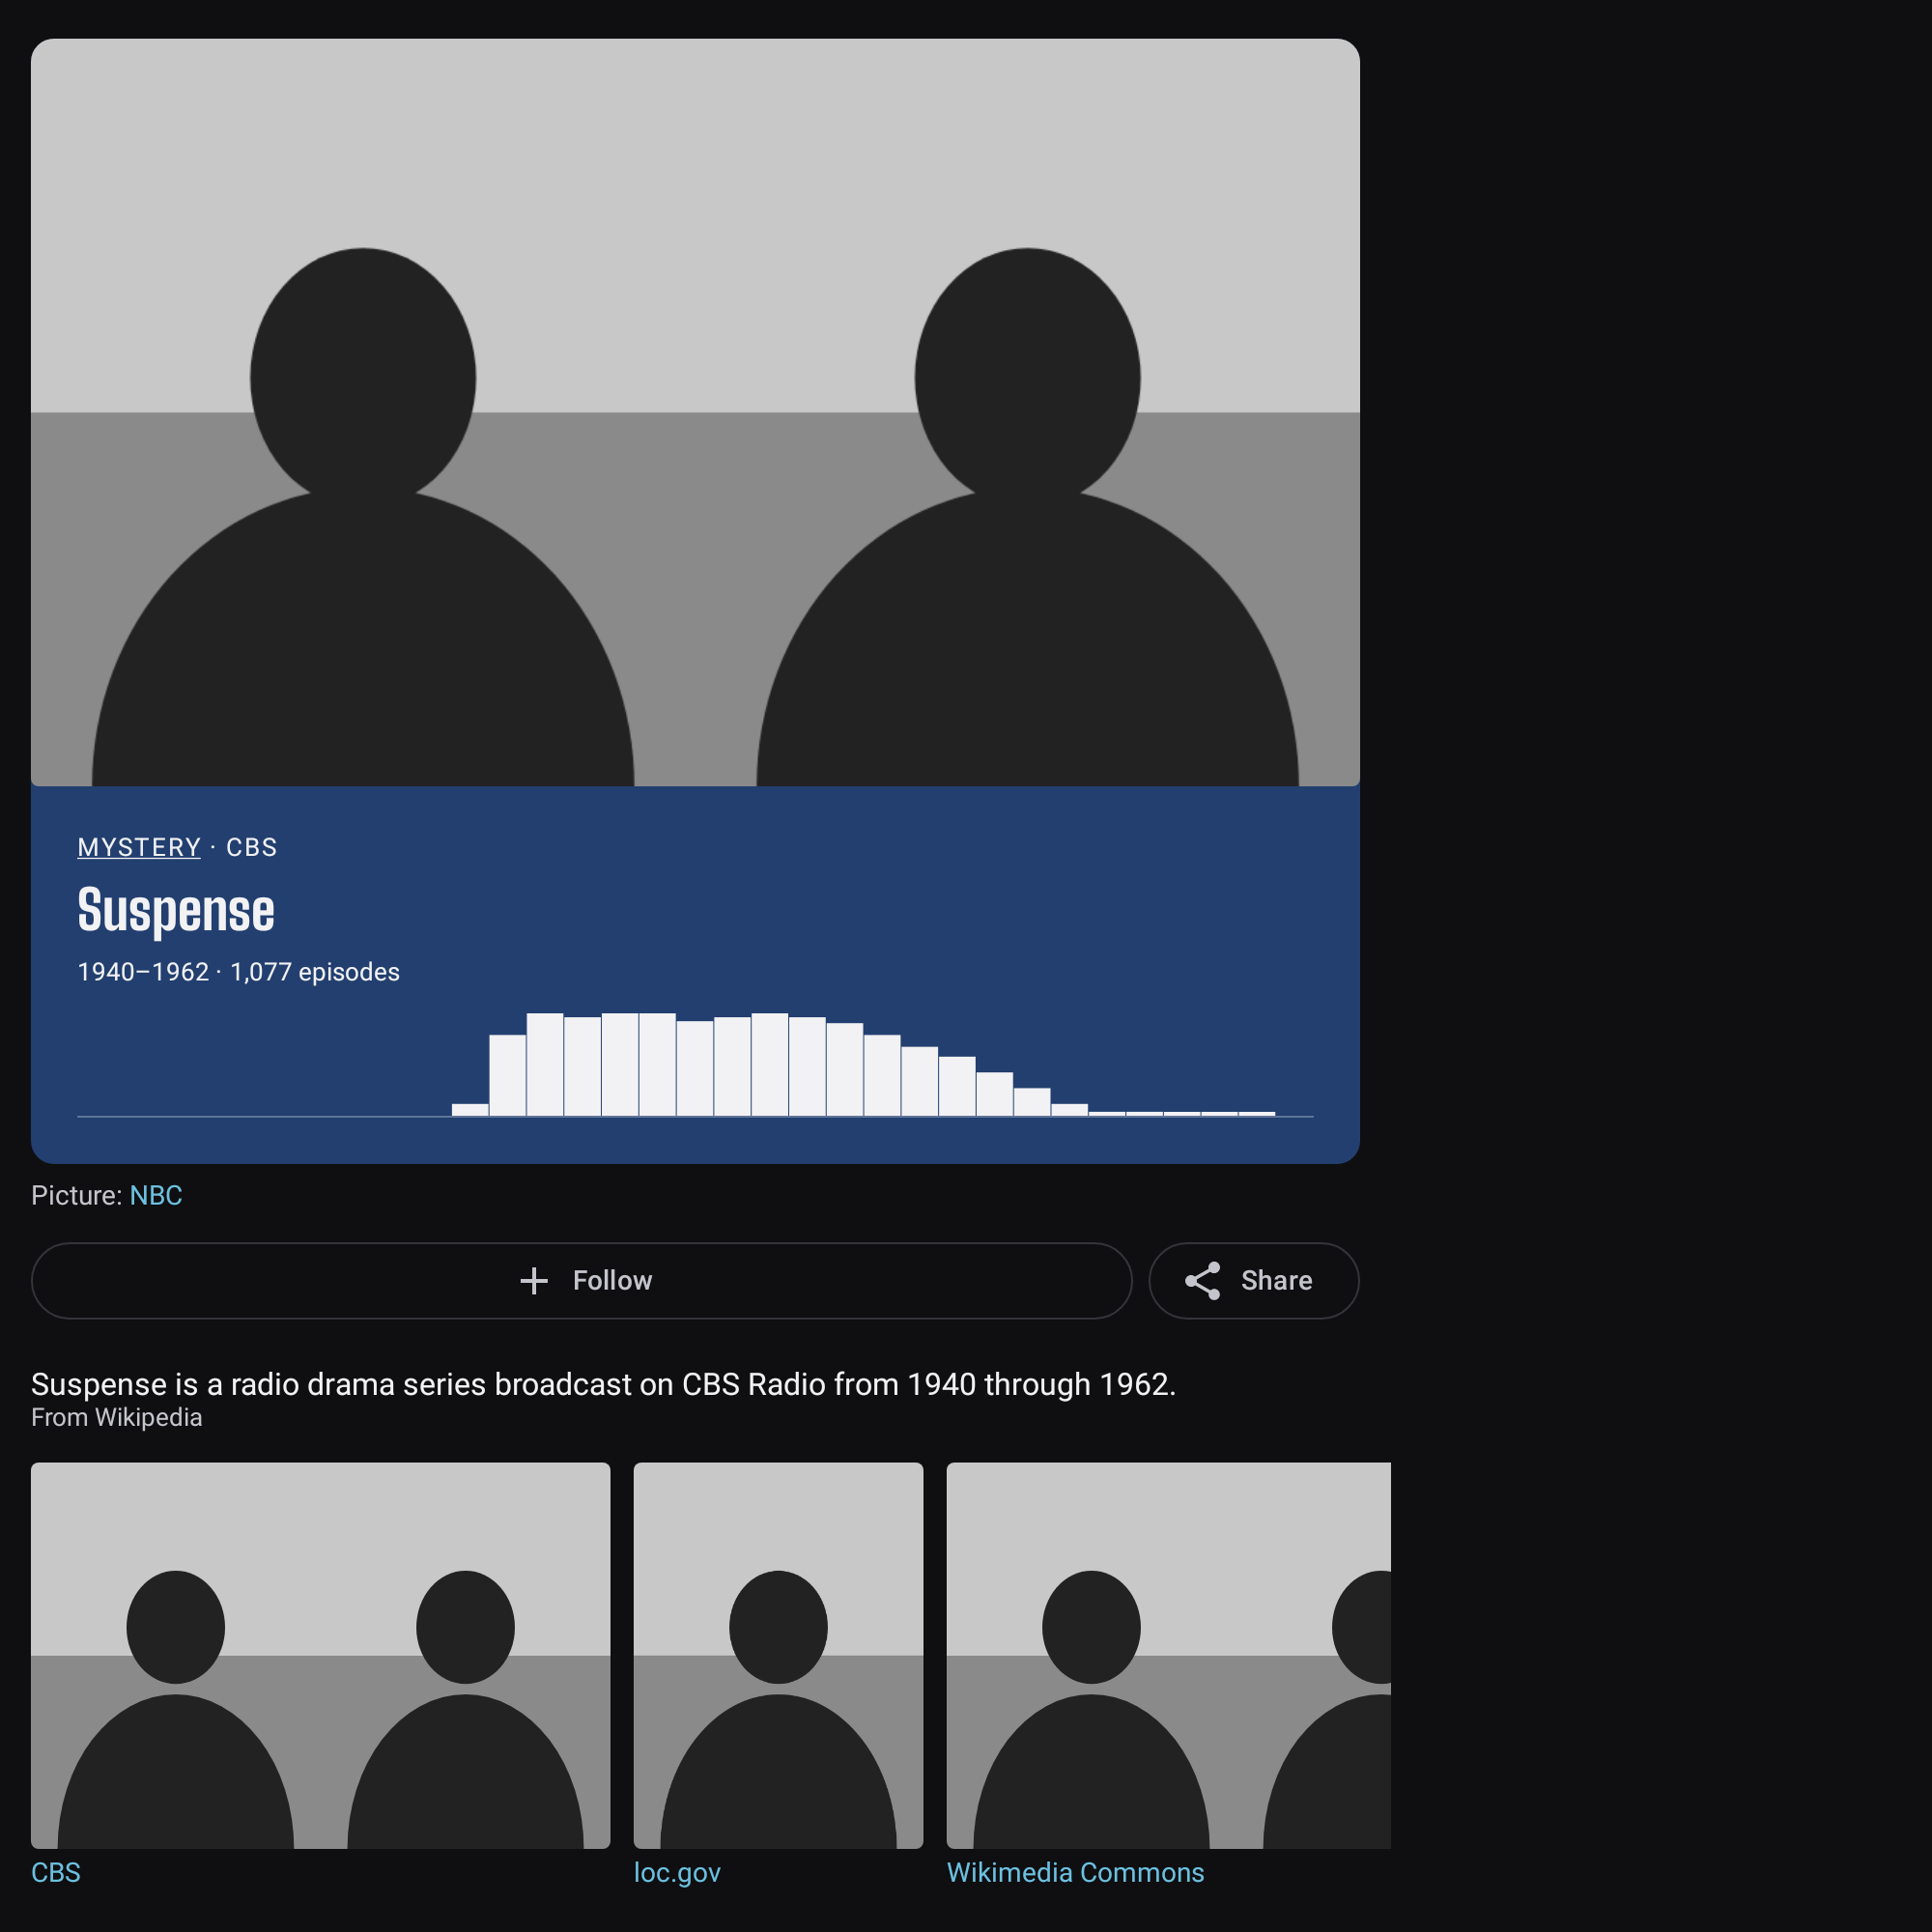 MYSTERY · CBS
Suspense
1940–1962 · 1,077 episodes
Picture: NBC
Follow
Share
Suspense is a radio drama series broadcast on CBS Radio from 1940 through 1962.
From Wikipedia
CBS
loc.gov
Wikimedia Commons